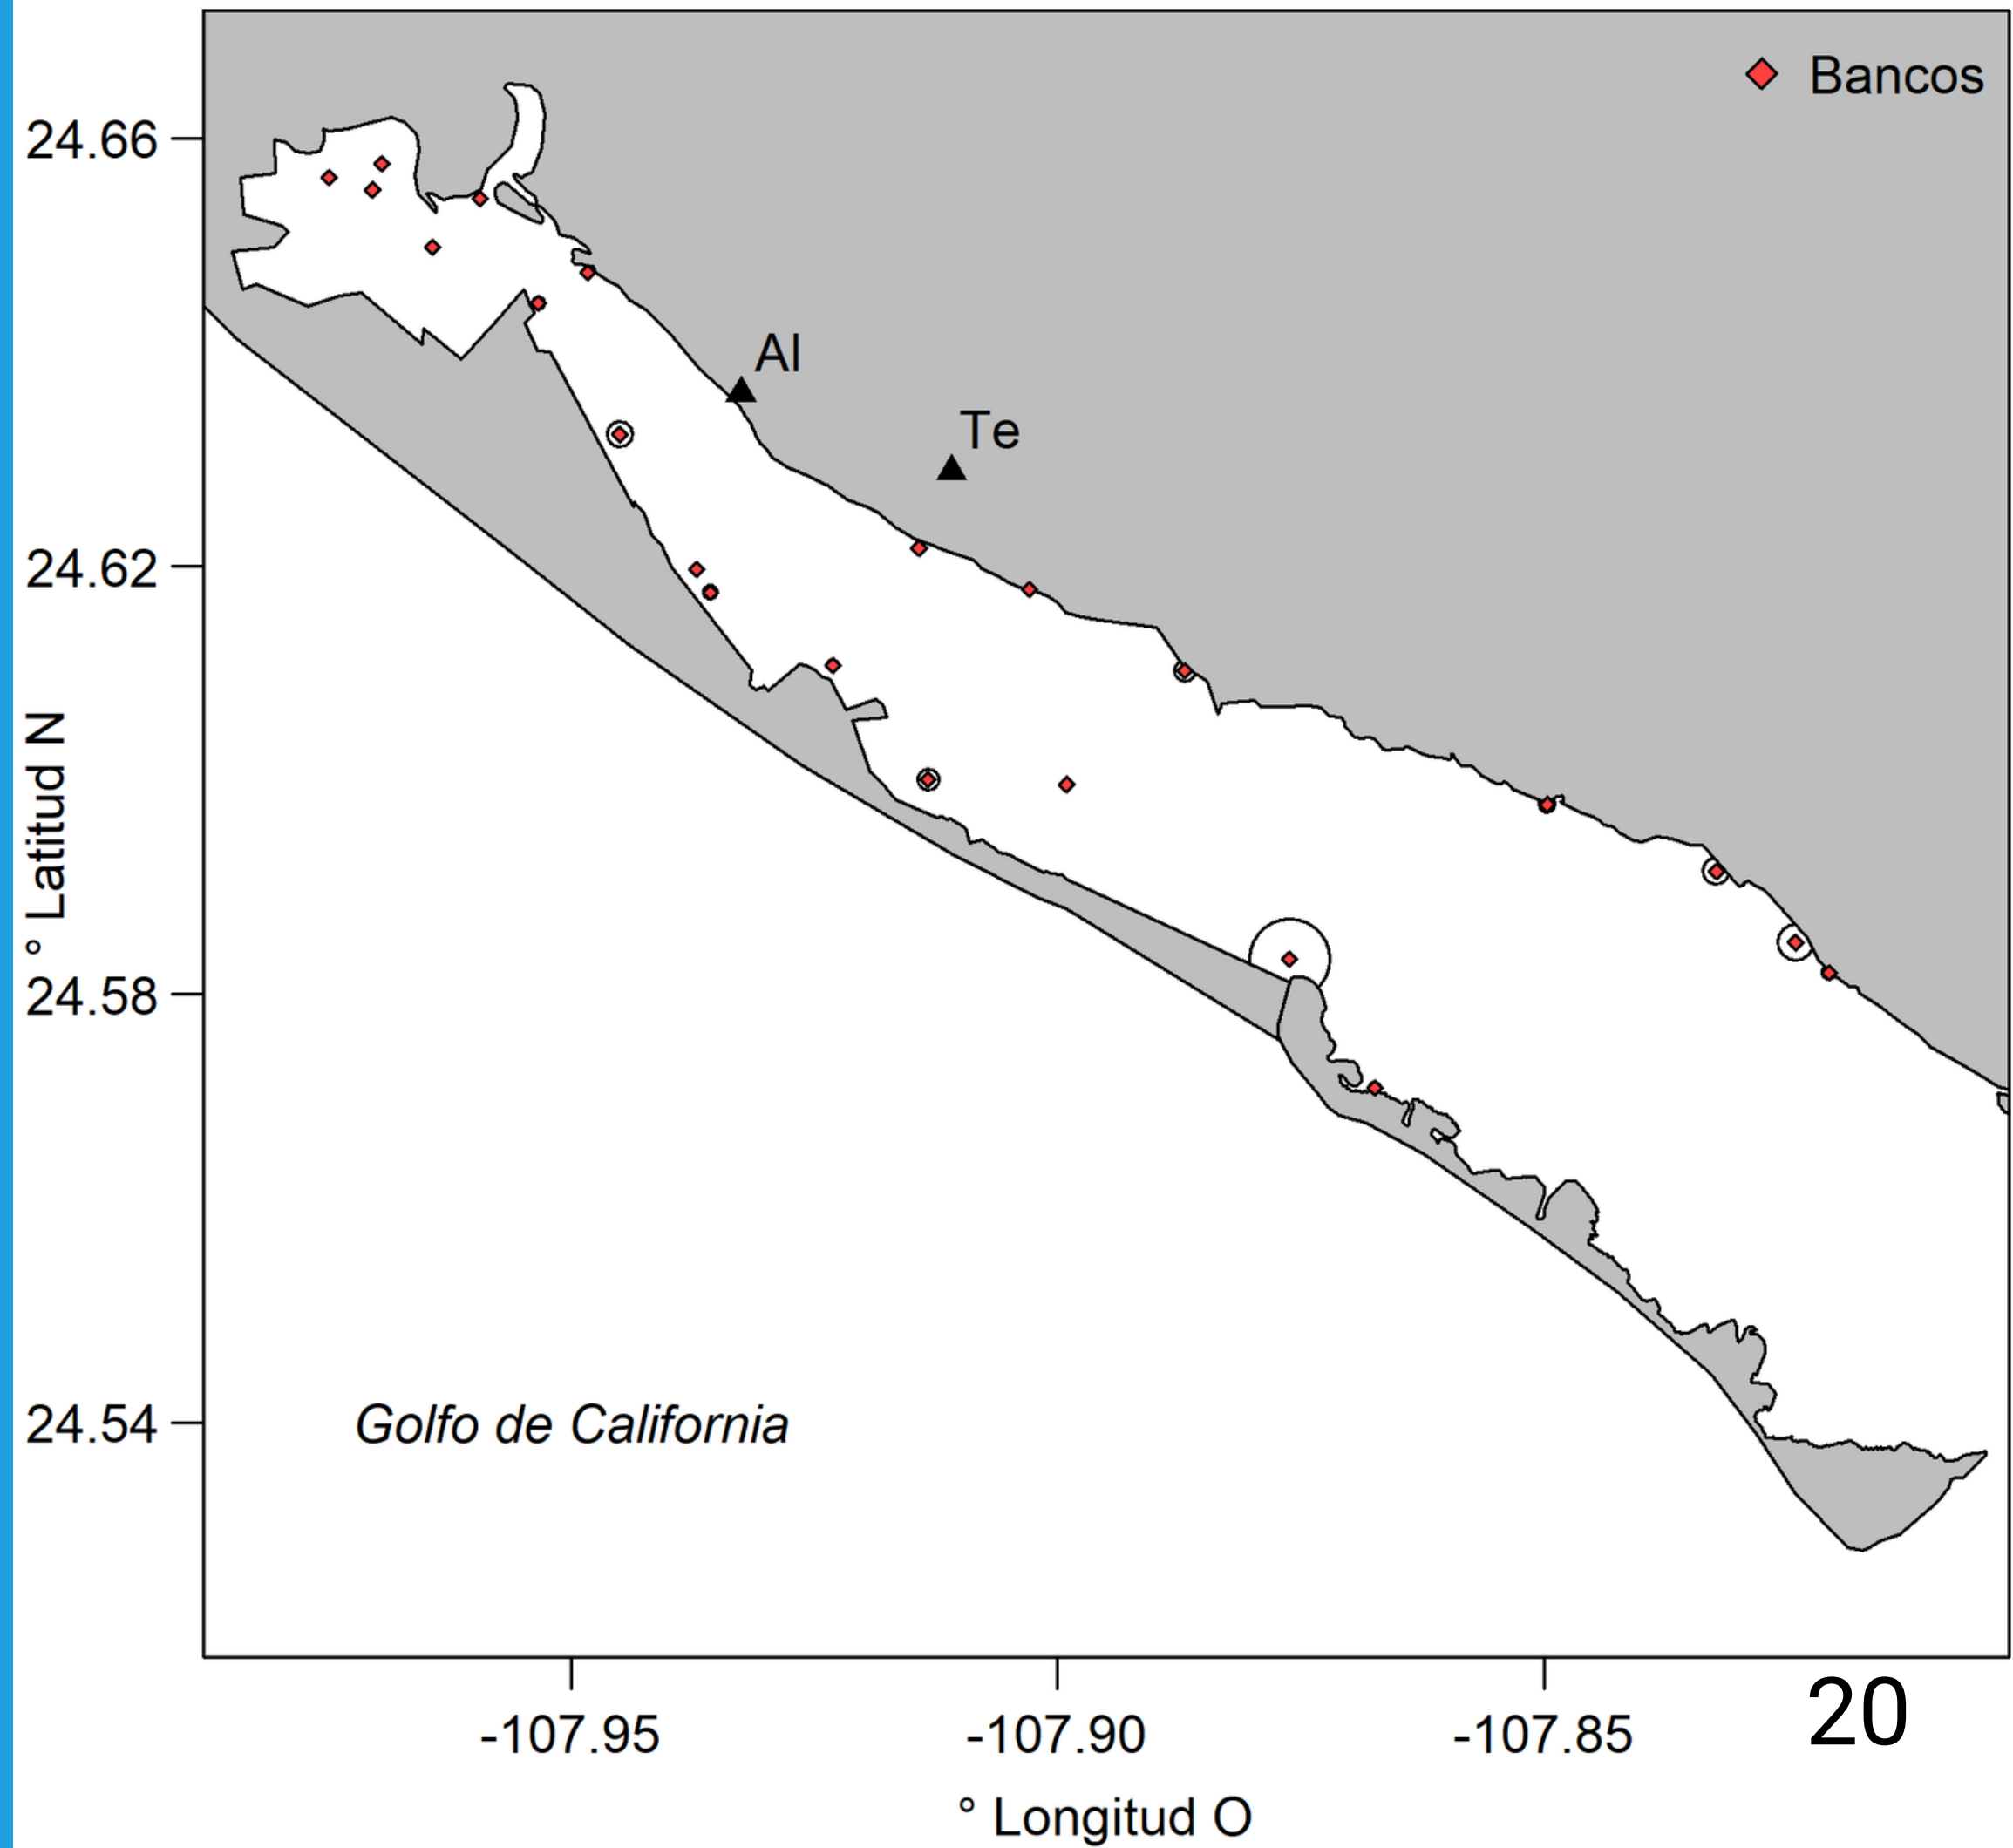 Bancos
24.66
Al
Te
24.62
° Latitud N
24.58
24.54
Golfo de California
-107.95
-107.90
-107.85
20
° Longitud O